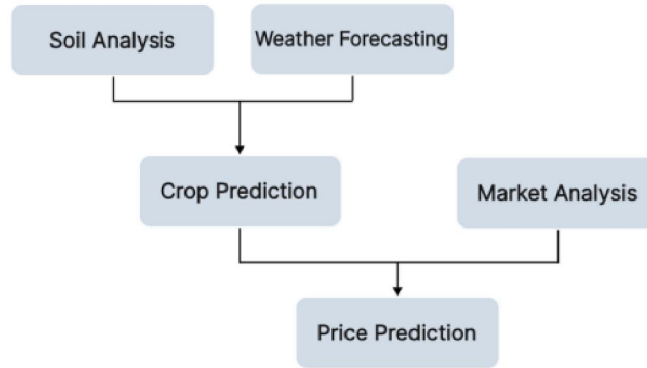 Soil Analysis
Weather Forecasting
Crop Prediction
Market Analysis
Price Prediction